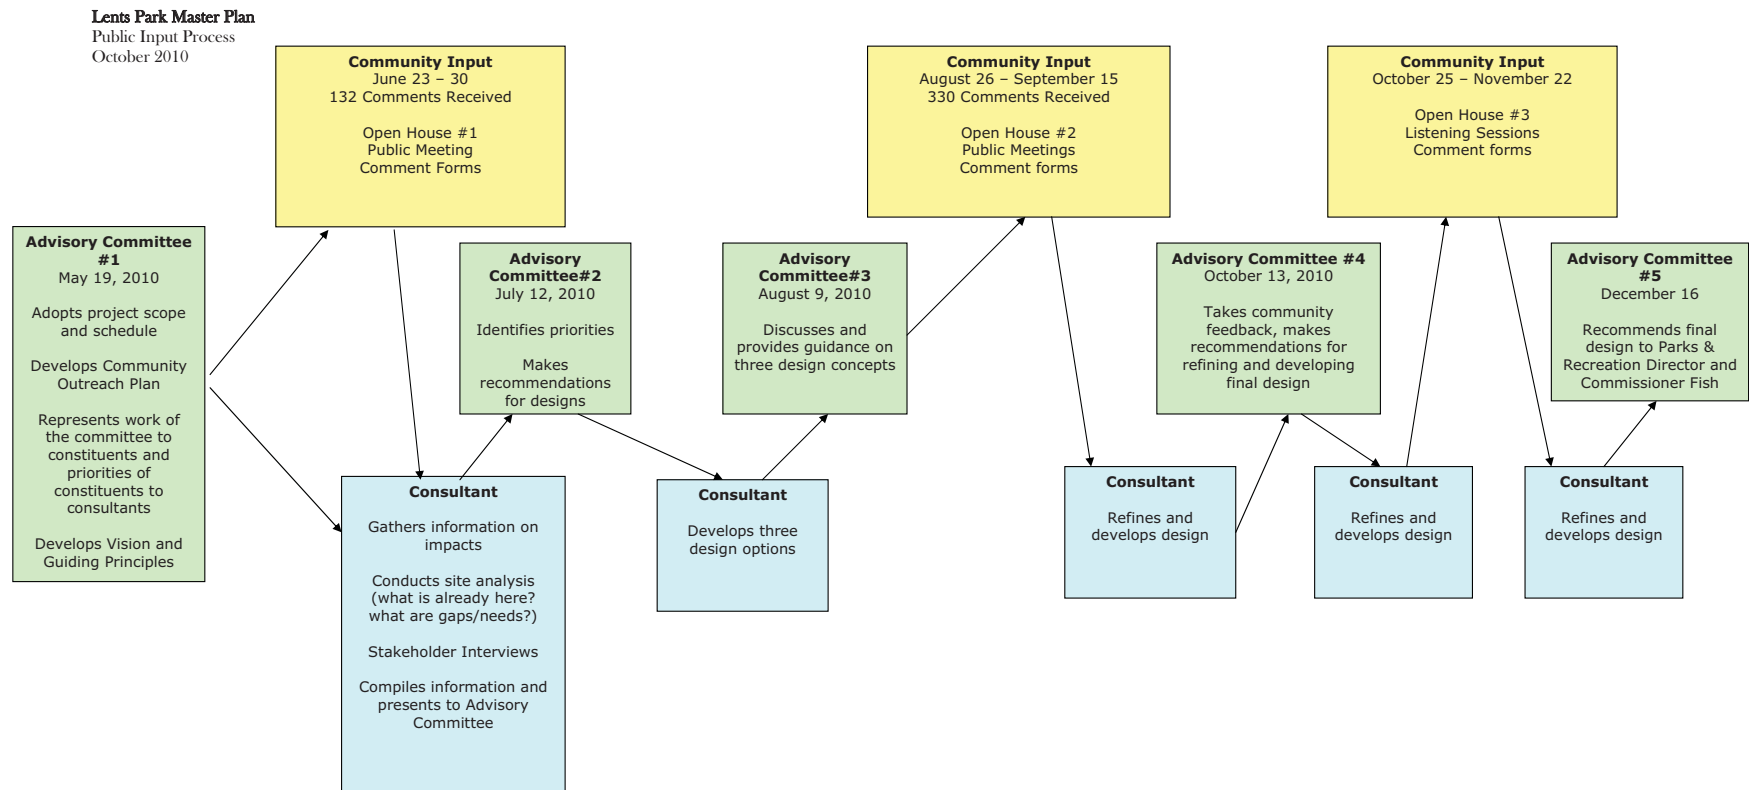 Lents Park Master Plan
Public Input Process
October 2010
Community Input
June 23 – 30
132 Comments Received
Open House #1
Public Meeting
Comment Forms
Community Input
August 26 – September 15
330 Comments Received
Open House #2
Public Meetings
Comment forms
Community Input
October 25 – November 22
Open House #3
Listening Sessions
Comment forms
Advisory Committee
#1
May 19, 2010
Adopts project scope
and schedule
Develops Community
Outreach Plan
Represents work of
the committee to
constituents and
priorities of
constituents to
consultants
Develops Vision and
Guiding Principles
Advisory
Committee#2
July 12, 2010
Identifies priorities
Makes
recommendations
for designs
Advisory
Committee#3
August 9, 2010
Discusses and
provides guidance on
three design concepts
Advisory Committee #4
October 13, 2010
Takes community
feedback, makes
recommendations for
refining and developing
final design
Advisory Committee
#5
December 16
Recommends final
design to Parks &
Recreation Director and
Commissioner Fish
Consultant
Gathers information on
impacts
Conducts site analysis
(what is already here?
what are gaps/needs?)
Stakeholder Interviews
Compiles information and
presents to Advisory
Committee
Consultant
Develops three
design options
Consultant
Refines and
develops design
Consultant
Refines and
develops design
Consultant
Refines and
develops design